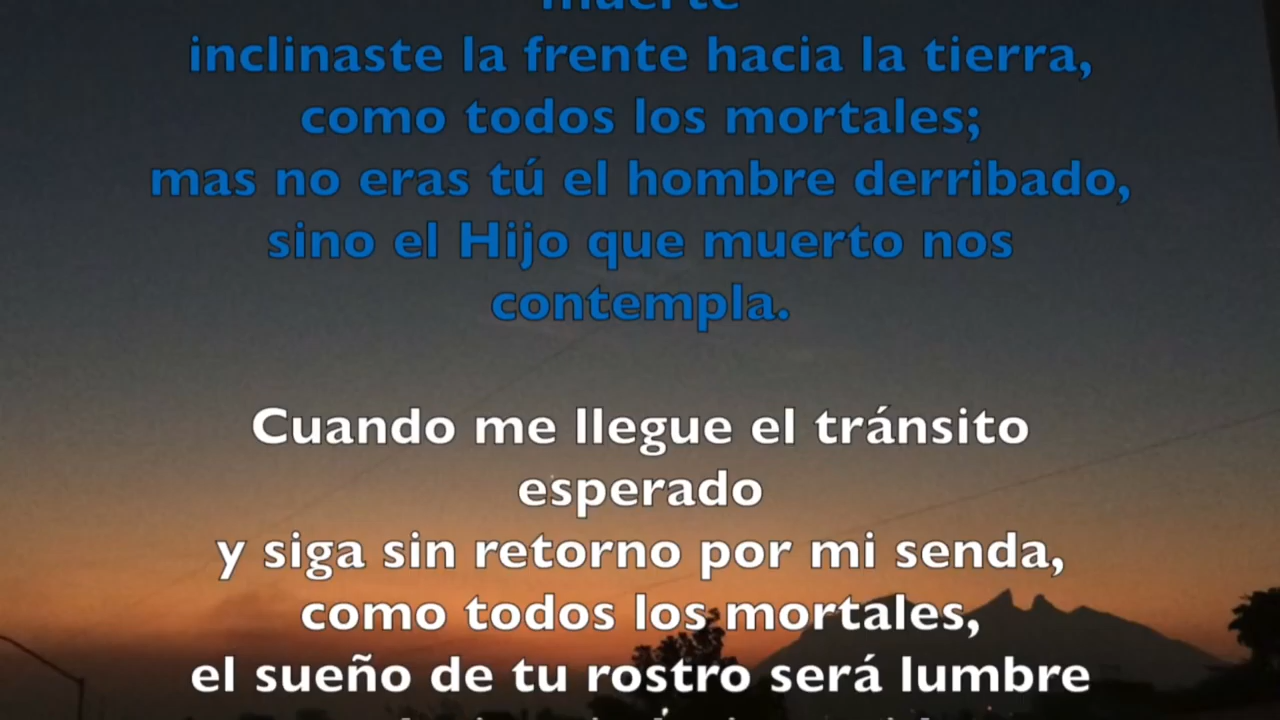 muerte
inclinaste la frente hacia la tierra,
como todos los mortales;
mas no eras tú el hombre derribado,
sino el Hijo que muerto nos
contempla.
Cuando me llegue el tránsito
esperado
y siga sin retorno por mi senda,
como todos los mortales,
el sueño de tu rostro será lumbre